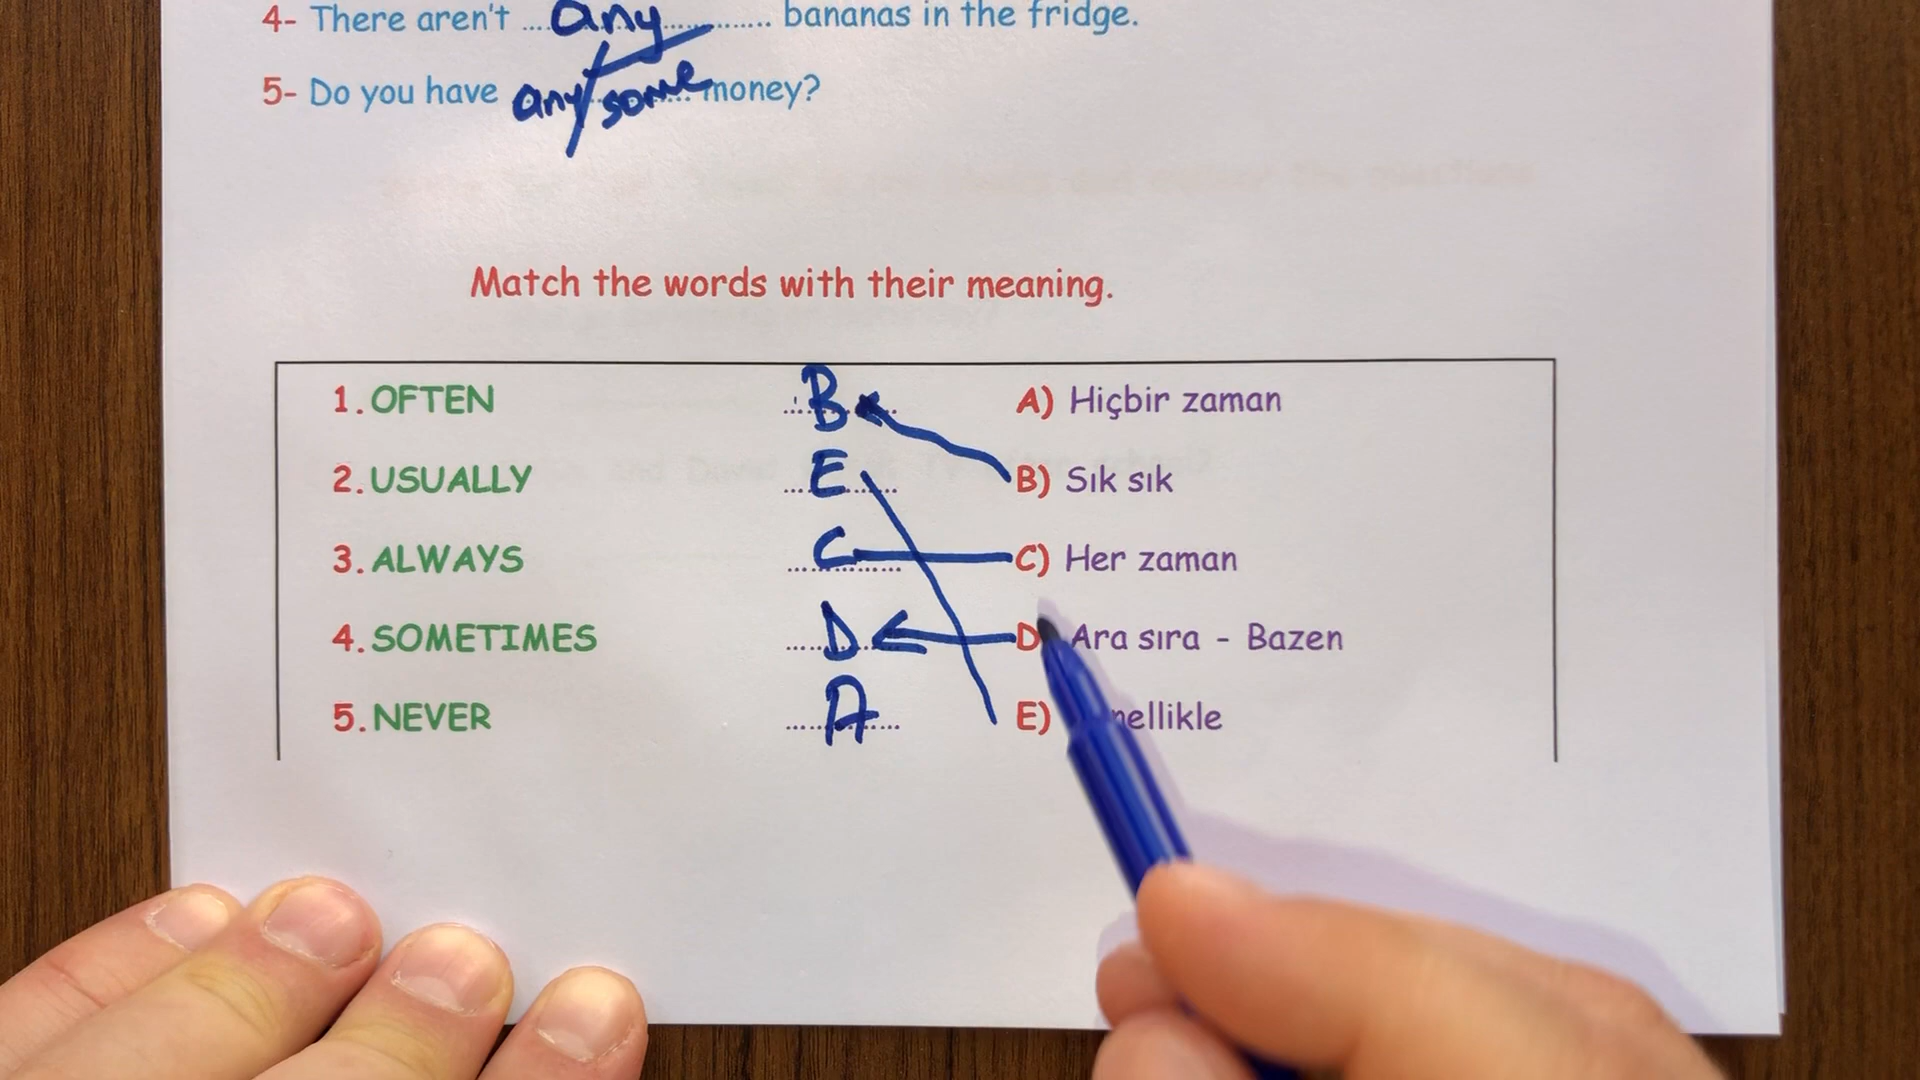 4- There aren't ...any............ bananas in the fridge.
5- Do you have any/some... money?
Match the words with their meaning.
1. OFTEN ...B... A) Hiçbir zaman
2. USUALLY ...E... B) Sık sık
3. ALWAYS ...C... C) Her zaman
4. SOMETIMES ...D... D) Ara sıra - Bazen
5. NEVER ...A... E)